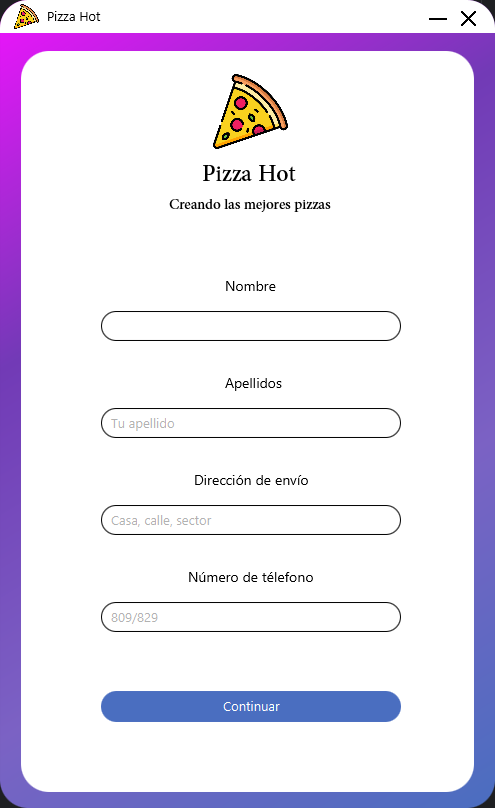 Pizza Hot
Pizza Hot
Creando las mejores pizzas
Nombre
Apellidos
Tu apellido
Dirección de envío
Casa, calle, sector
Número de télefono
809/829
Continuar